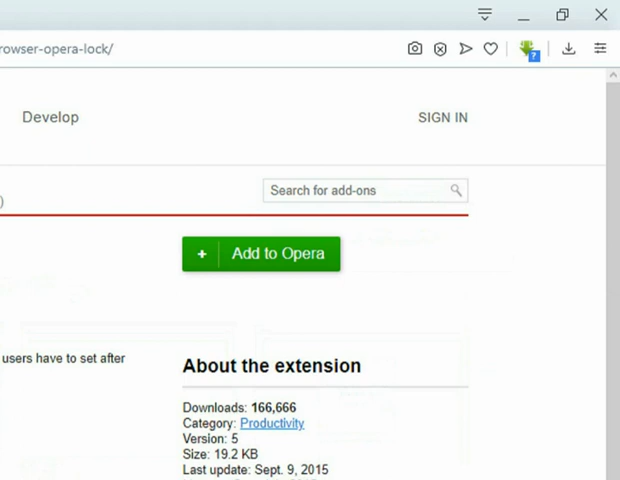 rowser-opera-lock/
?
Develop
SIGN IN
)
Search for add-ons
+ Add to Opera
users have to set after
About the extension
Downloads: 166,666
Category: Productivity
Version: 5
Size: 19.2 KB
Last update: Sept. 9, 2015